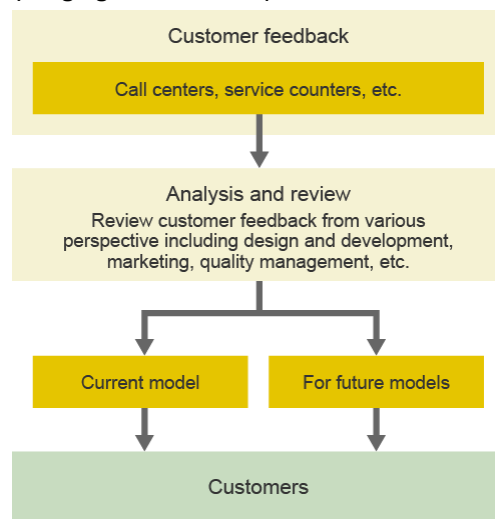 Customer feedback
Call centers, service counters, etc.
Analysis and review
Review customer feedback from various
perspective including design and development,
marketing, quality management, etc.
Current model
For future models
Customers